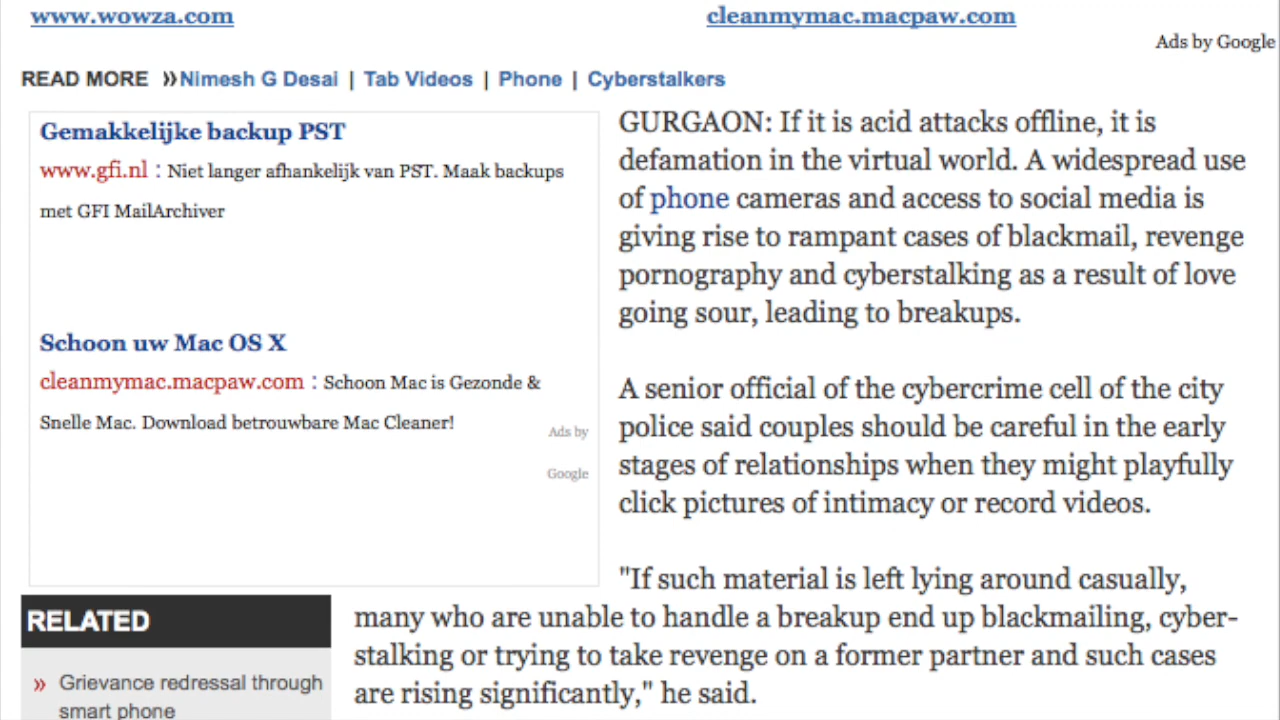 www.wowza.com
cleanmymac.macpaw.com
Ads by Google
READ MORE »Nimesh G Desai | Tab Videos | Phone | Cyberstalkers
Gemakkelijke backup PST
www.gfi.nl : Niet langer afhankelijk van PST. Maak backups
met GFI MailArchiver
Schoon uw Mac OS X
cleanmymac.macpaw.com : Schoon Mac is Gezonde &
Snelle Mac. Download betrouwbare Mac Cleaner!
Ads by
Google
GURGAON: If it is acid attacks offline, it is
defamation in the virtual world. A widespread use
of phone cameras and access to social media is
giving rise to rampant cases of blackmail, revenge
pornography and cyberstalking as a result of love
going sour, leading to breakups.
A senior official of the cybercrime cell of the city
police said couples should be careful in the early
stages of relationships when they might playfully
click pictures of intimacy or record videos.
"If such material is left lying around casually,
many who are unable to handle a breakup end up blackmailing, cyber-
stalking or trying to take revenge on a former partner and such cases
are rising significantly," he said.
RELATED
» Grievance redressal through
smart phone